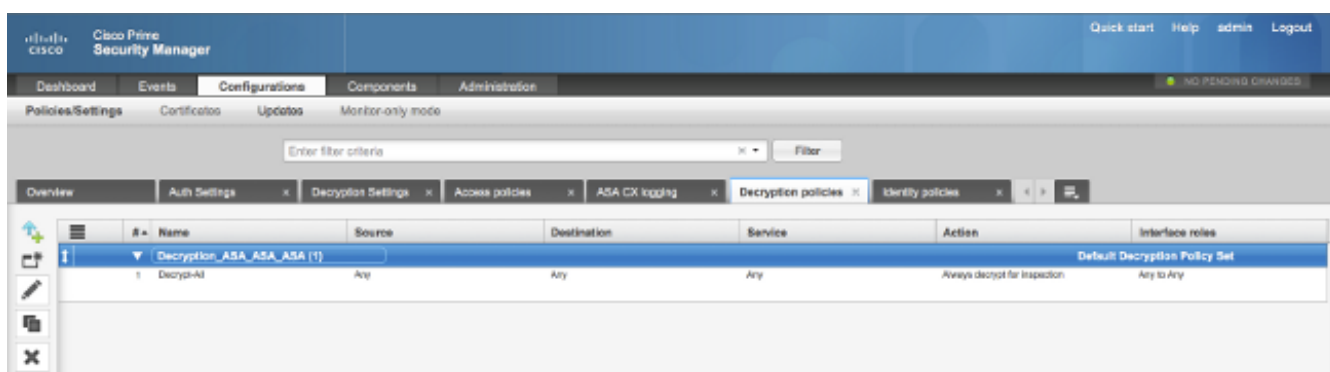 Quick start Help admin Logout
cisco Cisco Prime
Security Manager
Dashboard Events Configurations Components Administration NO PENDING CHANGES
Policies/Settings Certificates Updates Monitor-only mode
Enter filter criteria Filter
Overview Auth Settings Decryption Settings Access policies ASA CX logging Decryption policies Identity policies
# Name Source Destination Service Action Interface roles
Decryption_ASA_ASA_ASA (1) Default Decryption Policy Set
1 Decrypt-All Any Any Any Always decrypt for inspection Any to Any